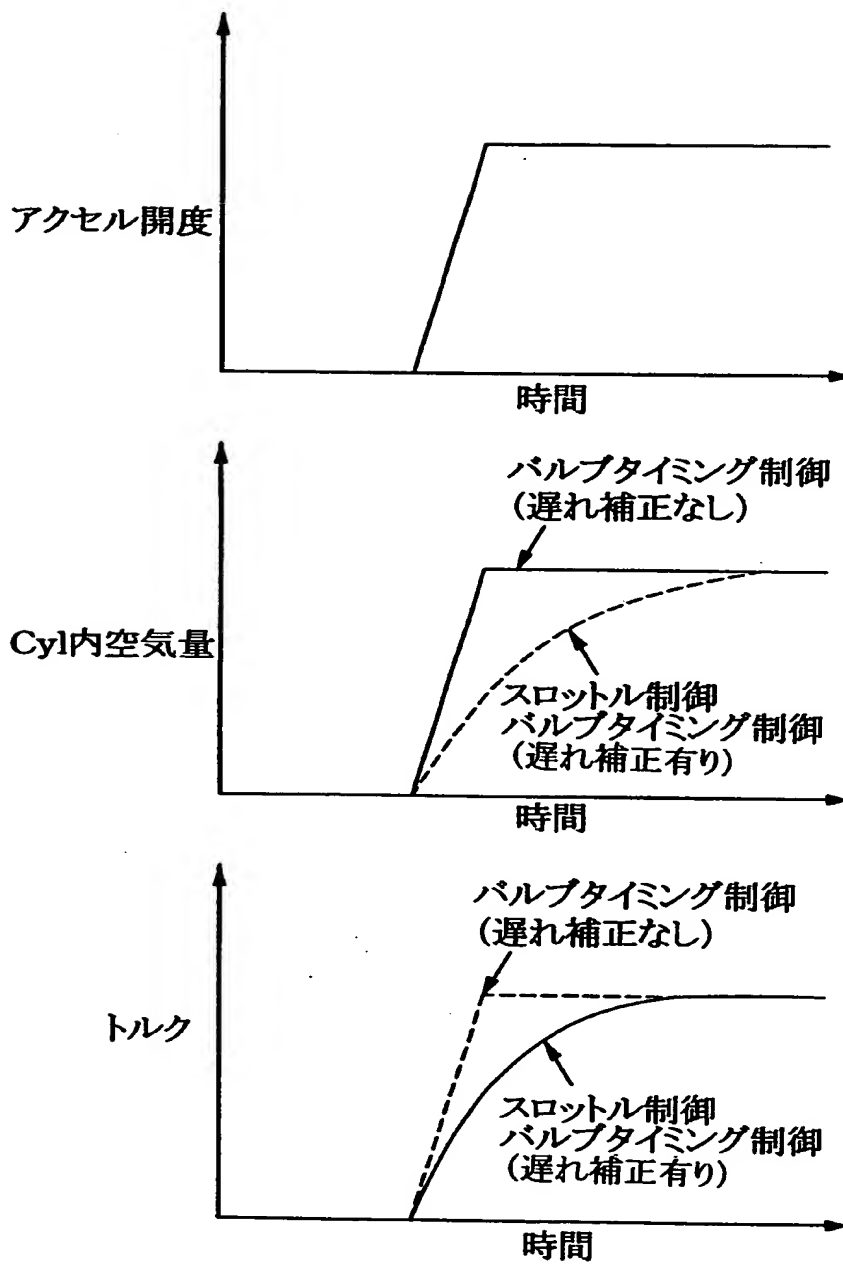 アクセル開度
時間
バルブタイミング制御
(遅れ補正なし)
Cyl内空気量
スロットル制御
バルブタイミング制御
(遅れ補正有り)
時間
バルブタイミング制御
(遅れ補正なし)
トルク
スロットル制御
バルブタイミング制御
(遅れ補正有り)
時間